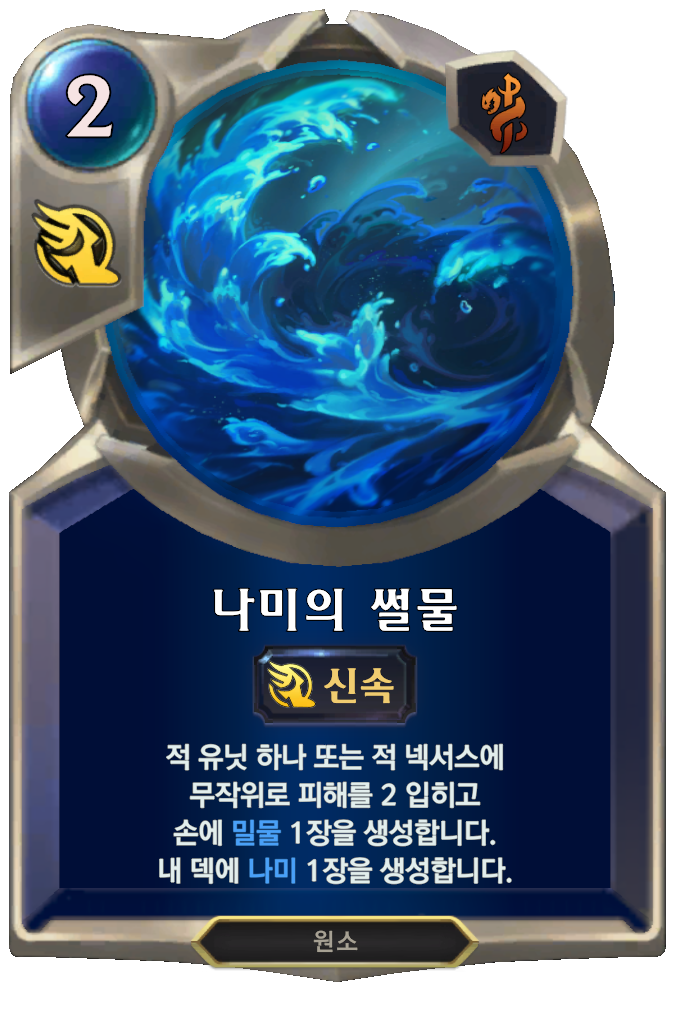 2
나미의 썰물
신속
적 유닛 하나 또는 적 넥서스에
무작위로 피해를 2 입히고
손에 밀물 1장을 생성합니다.
내 덱에 나미 1장을 생성합니다.
원소